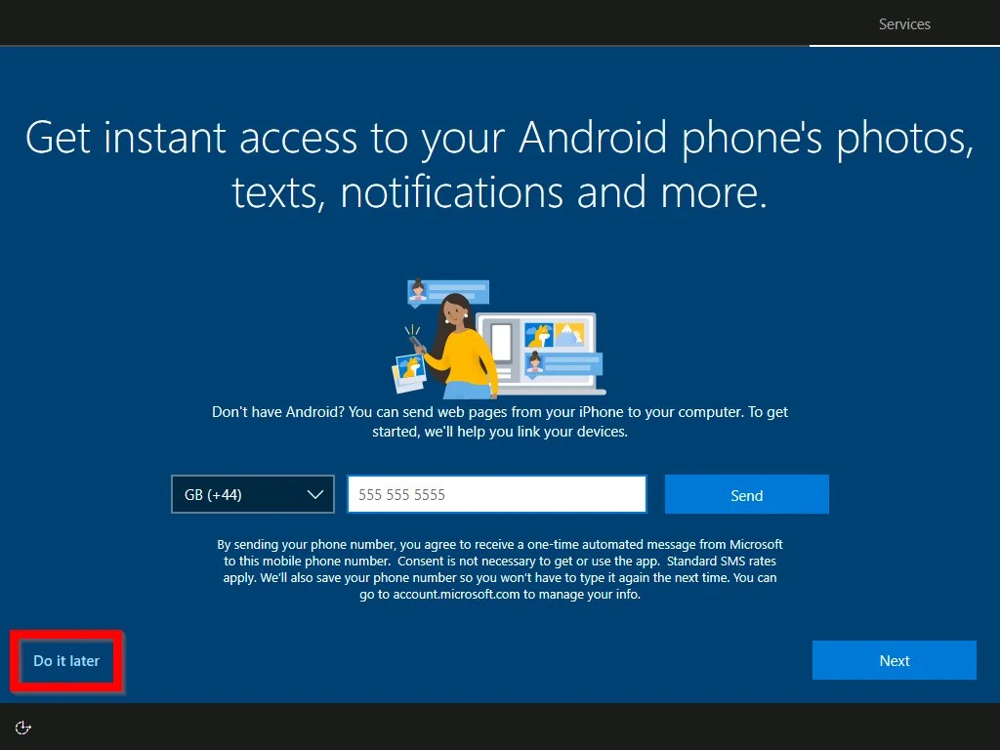 Services
Get instant access to your Android phone's photos,
texts, notifications and more.
Don't have Android? You can send web pages from your iPhone to your computer. To get
started, we'll help you link your devices.
GB (+44)
555 555 5555
Send
By sending your phone number, you agree to receive a one-time automated message from Microsoft
to this mobile phone number.  Consent is not necessary to get or use the app.  Standard SMS rates
apply. We'll also save your phone number so you won't have to type it again the next time. You can
go to account.microsoft.com to manage your info.
Do it later
Next